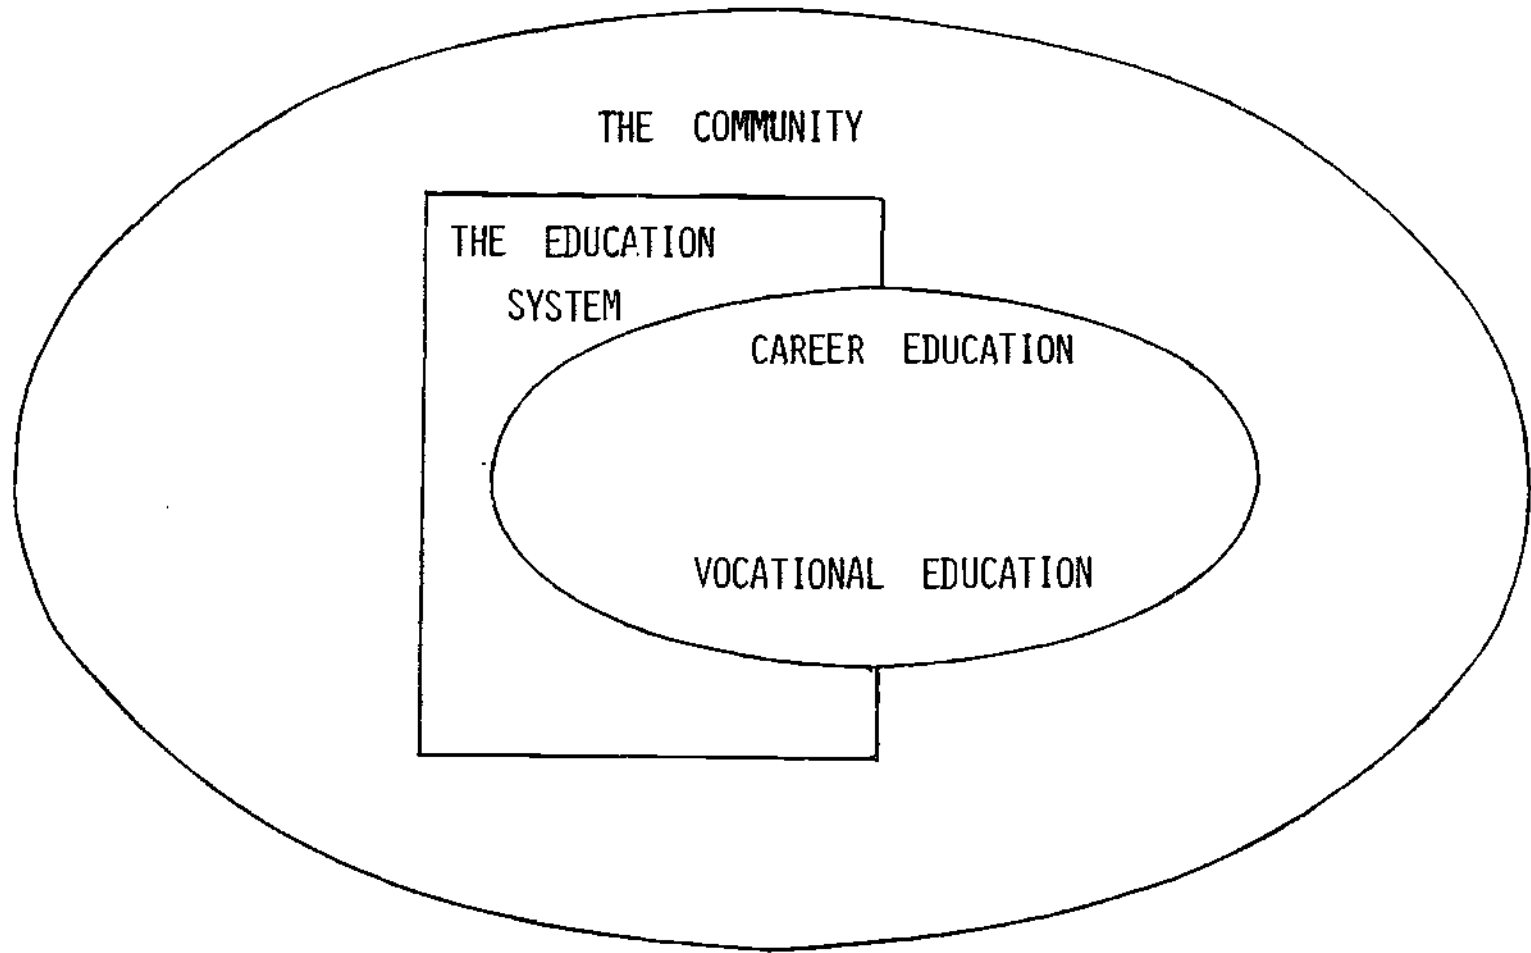 THE COMMUNITY
THE EDUCATION
SYSTEM
CAREER EDUCATION
VOCATIONAL EDUCATION